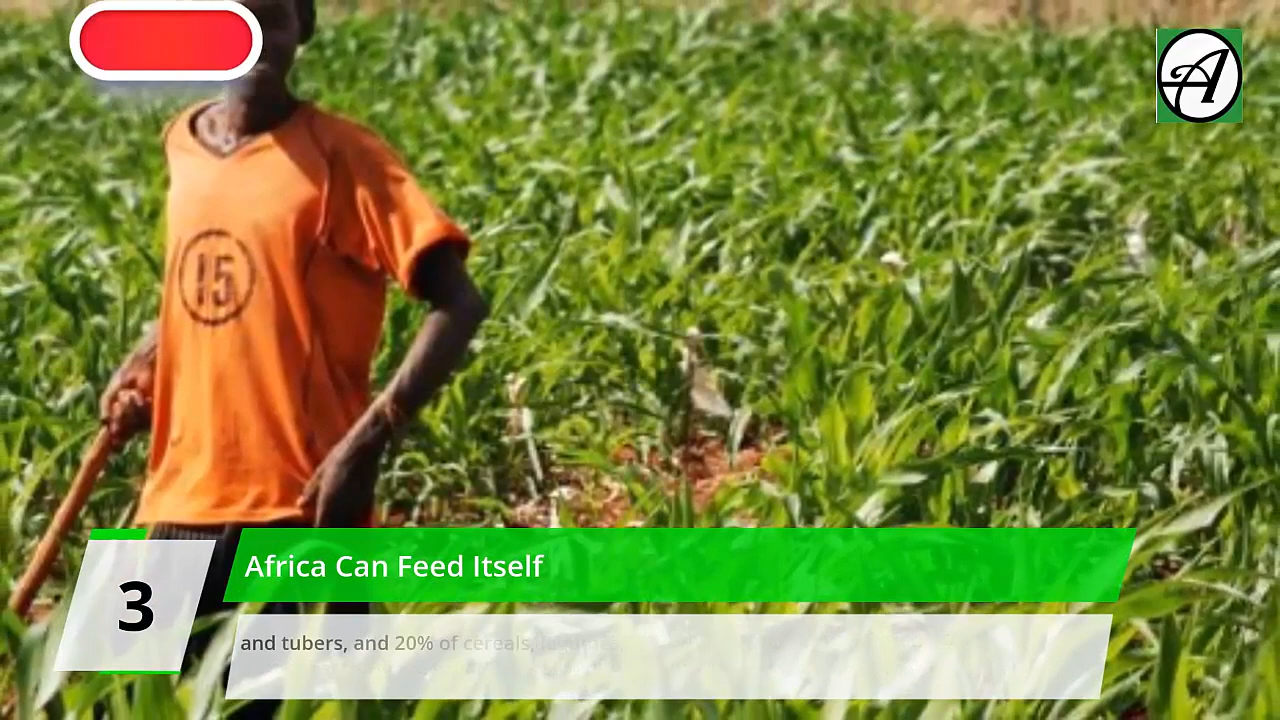 A
15
Africa Can Feed Itself
3
and tubers, and 20% of cereals,